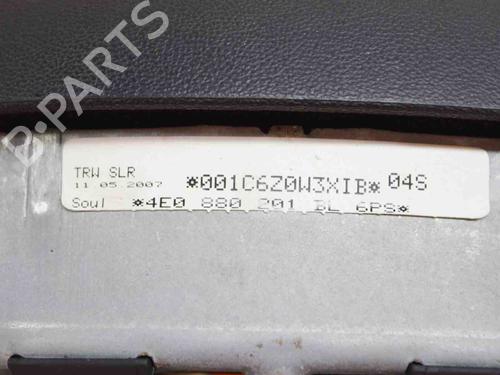 B-PARTS
TRW SLR
11.05.2007
*001C6Z0W3XIB* 04S
Soul *4E0 880 201 BL 6PS*